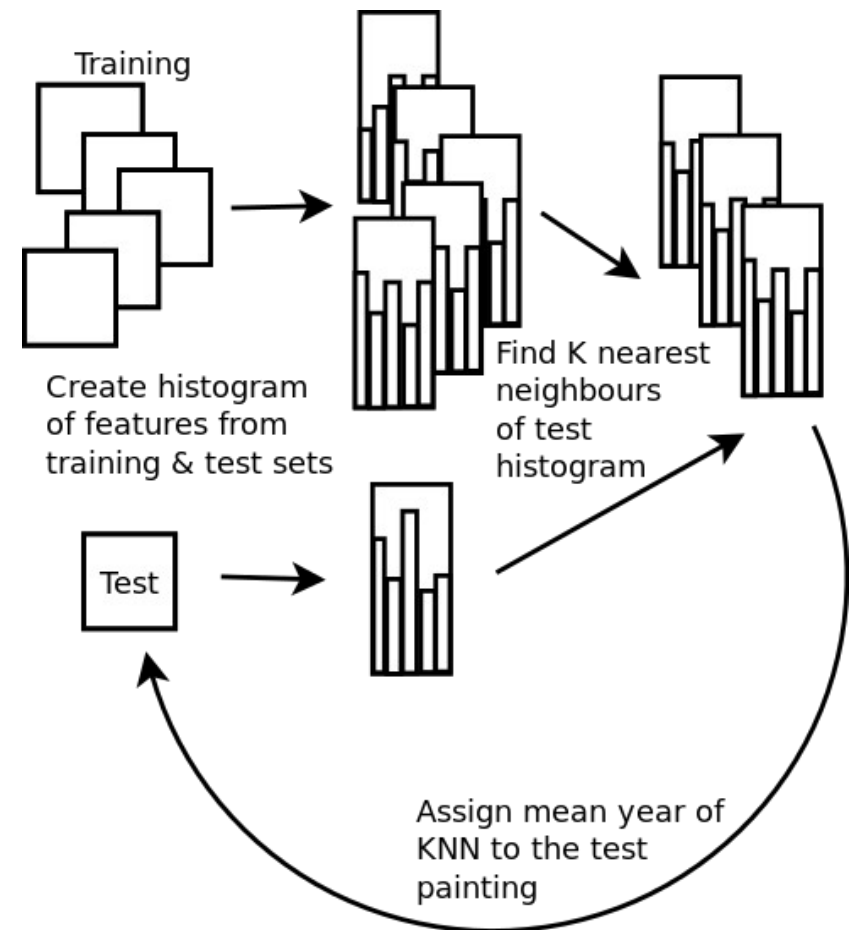 Training
Create histogram
of features from
training & test sets
Find K nearest
neighbours
of test
histogram
Test
Assign mean year of
KNN to the test
painting